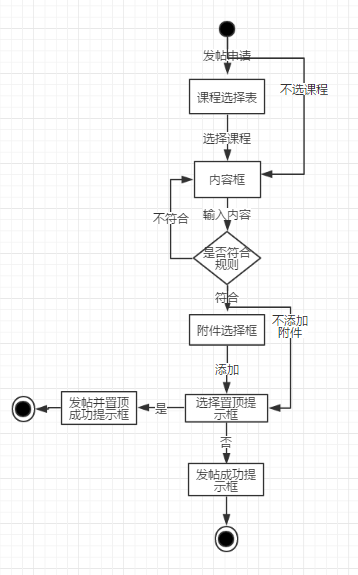 发帖申请
不选课程
课程选择表
选择课程
内容框
不符合
输入内容
是否符合
规则
符合
不添加
附件
附件选择框
添加
选择置顶提
示框
发帖并置顶
成功提示框
是
否
发帖成功提
示框